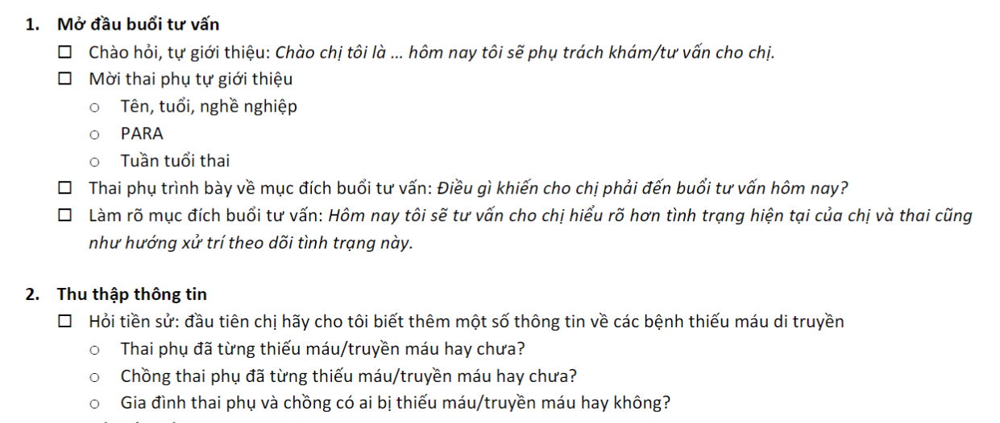 1. Mở đầu buổi tư vấn
☐ Chào hỏi, tự giới thiệu: Chào chị tôi là ... hôm nay tôi sẽ phụ trách khám/tư vấn cho chị.
☐ Mời thai phụ tự giới thiệu
○ Tên, tuổi, nghề nghiệp
○ PARA
○ Tuần tuổi thai
☐ Thai phụ trình bày về mục đích buổi tư vấn: Điều gì khiến cho chị phải đến buổi tư vấn hôm nay?
☐ Làm rõ mục đích buổi tư vấn: Hôm nay tôi sẽ tư vấn cho chị hiểu rõ hơn tình trạng hiện tại của chị và thai cũng
như hướng xử trí theo dõi tình trạng này.
2. Thu thập thông tin
☐ Hỏi tiền sử: đầu tiên chị hãy cho tôi biết thêm một số thông tin về các bệnh thiếu máu di truyền
○ Thai phụ đã từng thiếu máu/truyền máu hay chưa?
○ Chồng thai phụ đã từng thiếu máu/truyền máu hay chưa?
○ Gia đình thai phụ và chồng có ai bị thiếu máu/truyền máu hay không?